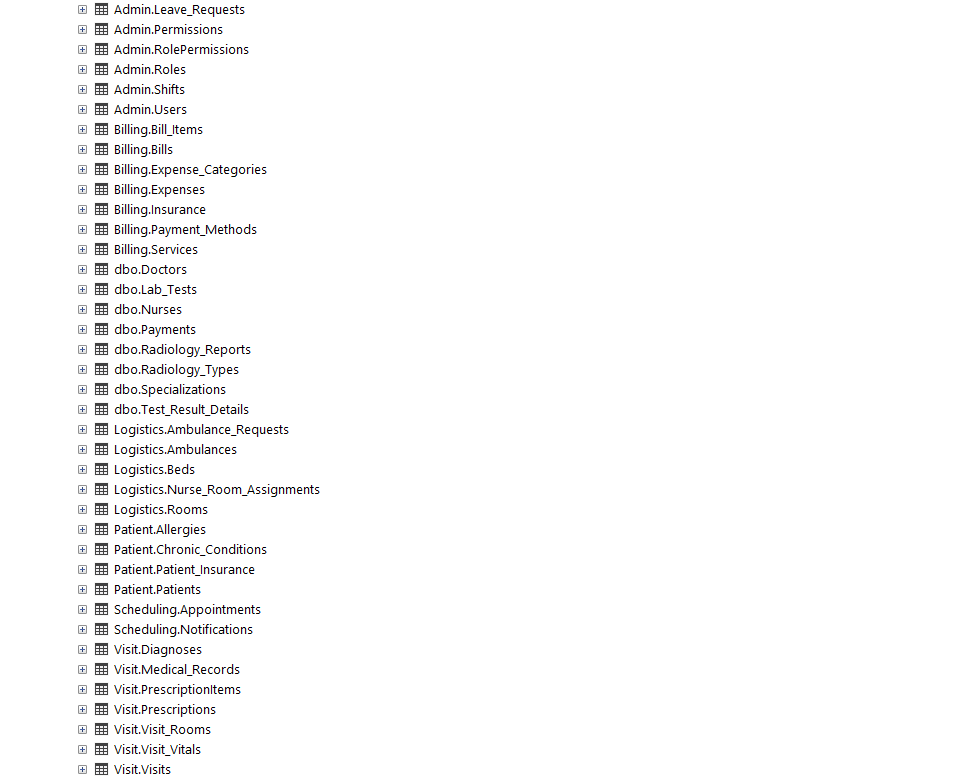 Admin.Leave_Requests
Admin.Permissions
Admin.RolePermissions
Admin.Roles
Admin.Shifts
Admin.Users
Billing.Bill_Items
Billing.Bills
Billing.Expense_Categories
Billing.Expenses
Billing.Insurance
Billing.Payment_Methods
Billing.Services
dbo.Doctors
dbo.Lab_Tests
dbo.Nurses
dbo.Payments
dbo.Radiology_Reports
dbo.Radiology_Types
dbo.Specializations
dbo.Test_Result_Details
Logistics.Ambulance_Requests
Logistics.Ambulances
Logistics.Beds
Logistics.Nurse_Room_Assignments
Logistics.Rooms
Patient.Allergies
Patient.Chronic_Conditions
Patient.Patient_Insurance
Patient.Patients
Scheduling.Appointments
Scheduling.Notifications
Visit.Diagnoses
Visit.Medical_Records
Visit.PrescriptionItems
Visit.Prescriptions
Visit.Visit_Rooms
Visit.Visit_Vitals
Visit.Visits